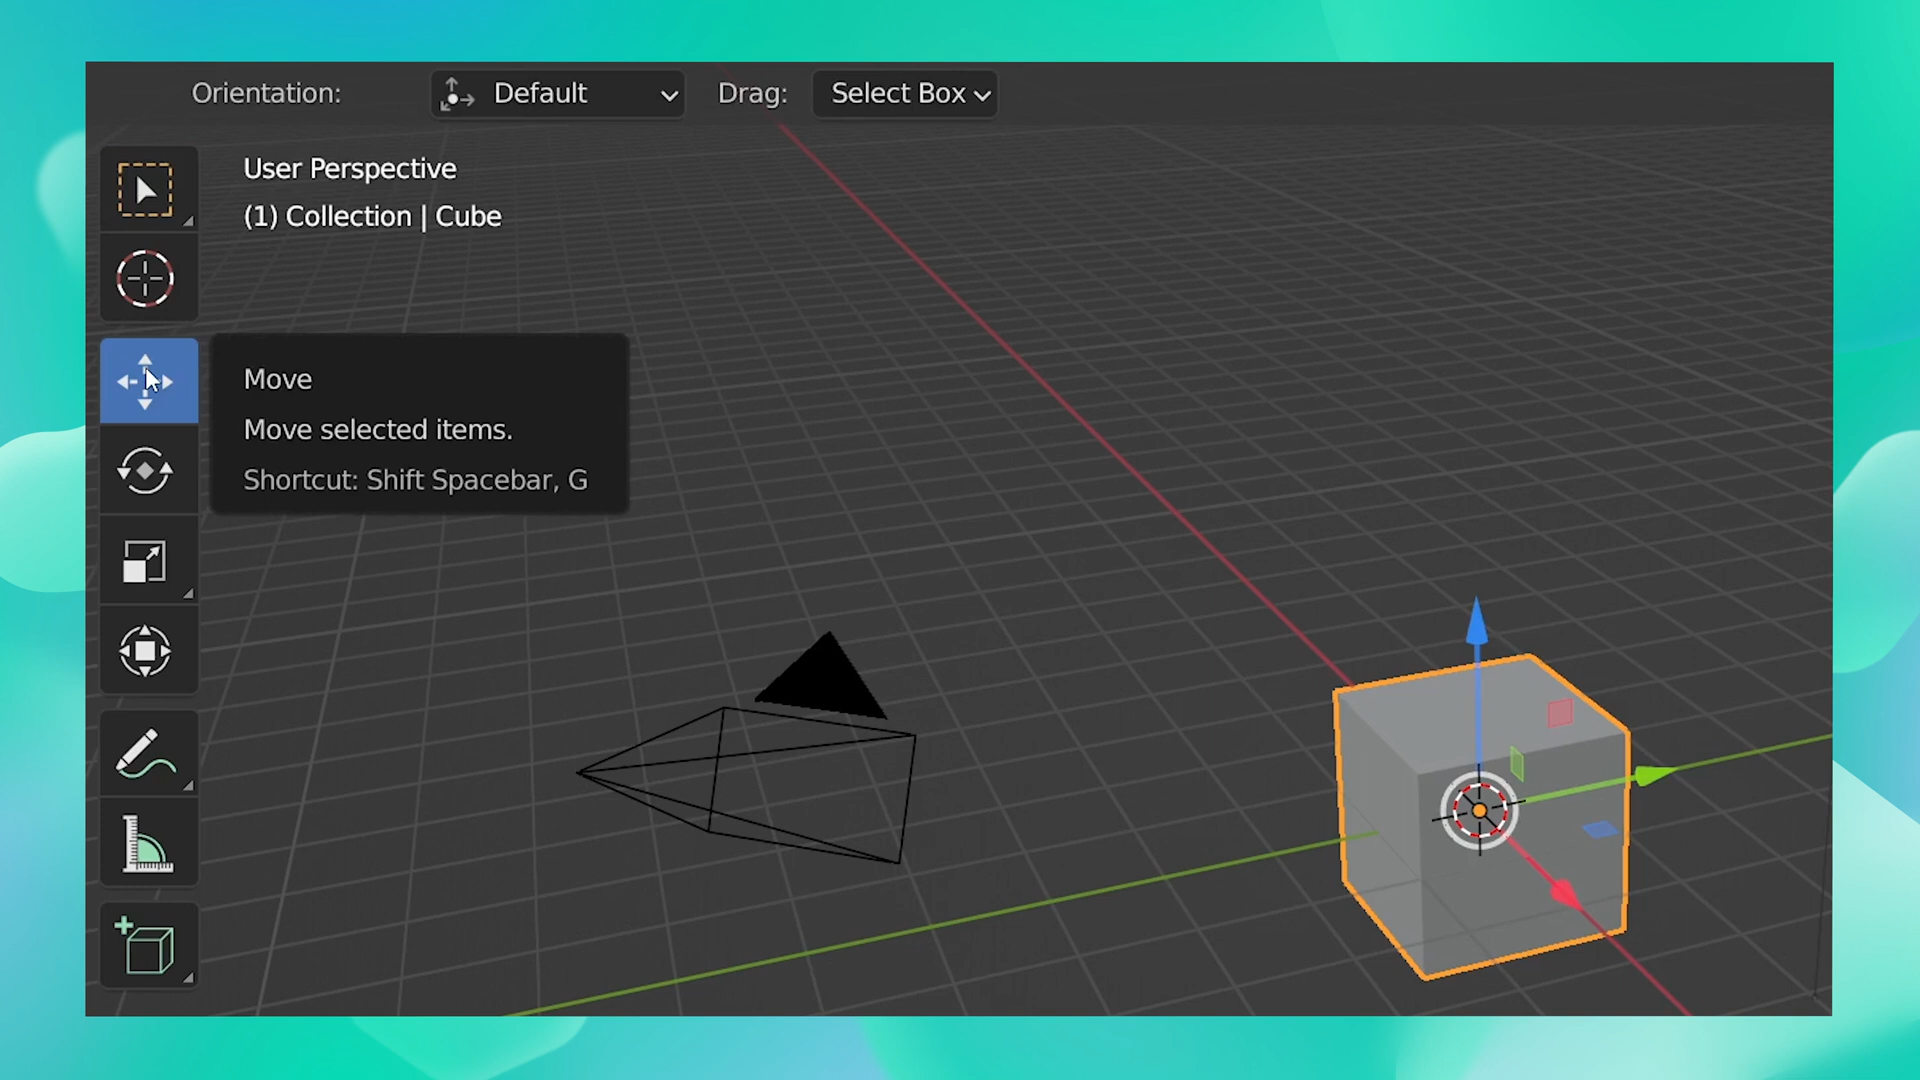 Orientation: Default Drag: Select Box
User Perspective
(1) Collection | Cube
Move
Move selected items.
Shortcut: Shift Spacebar, G